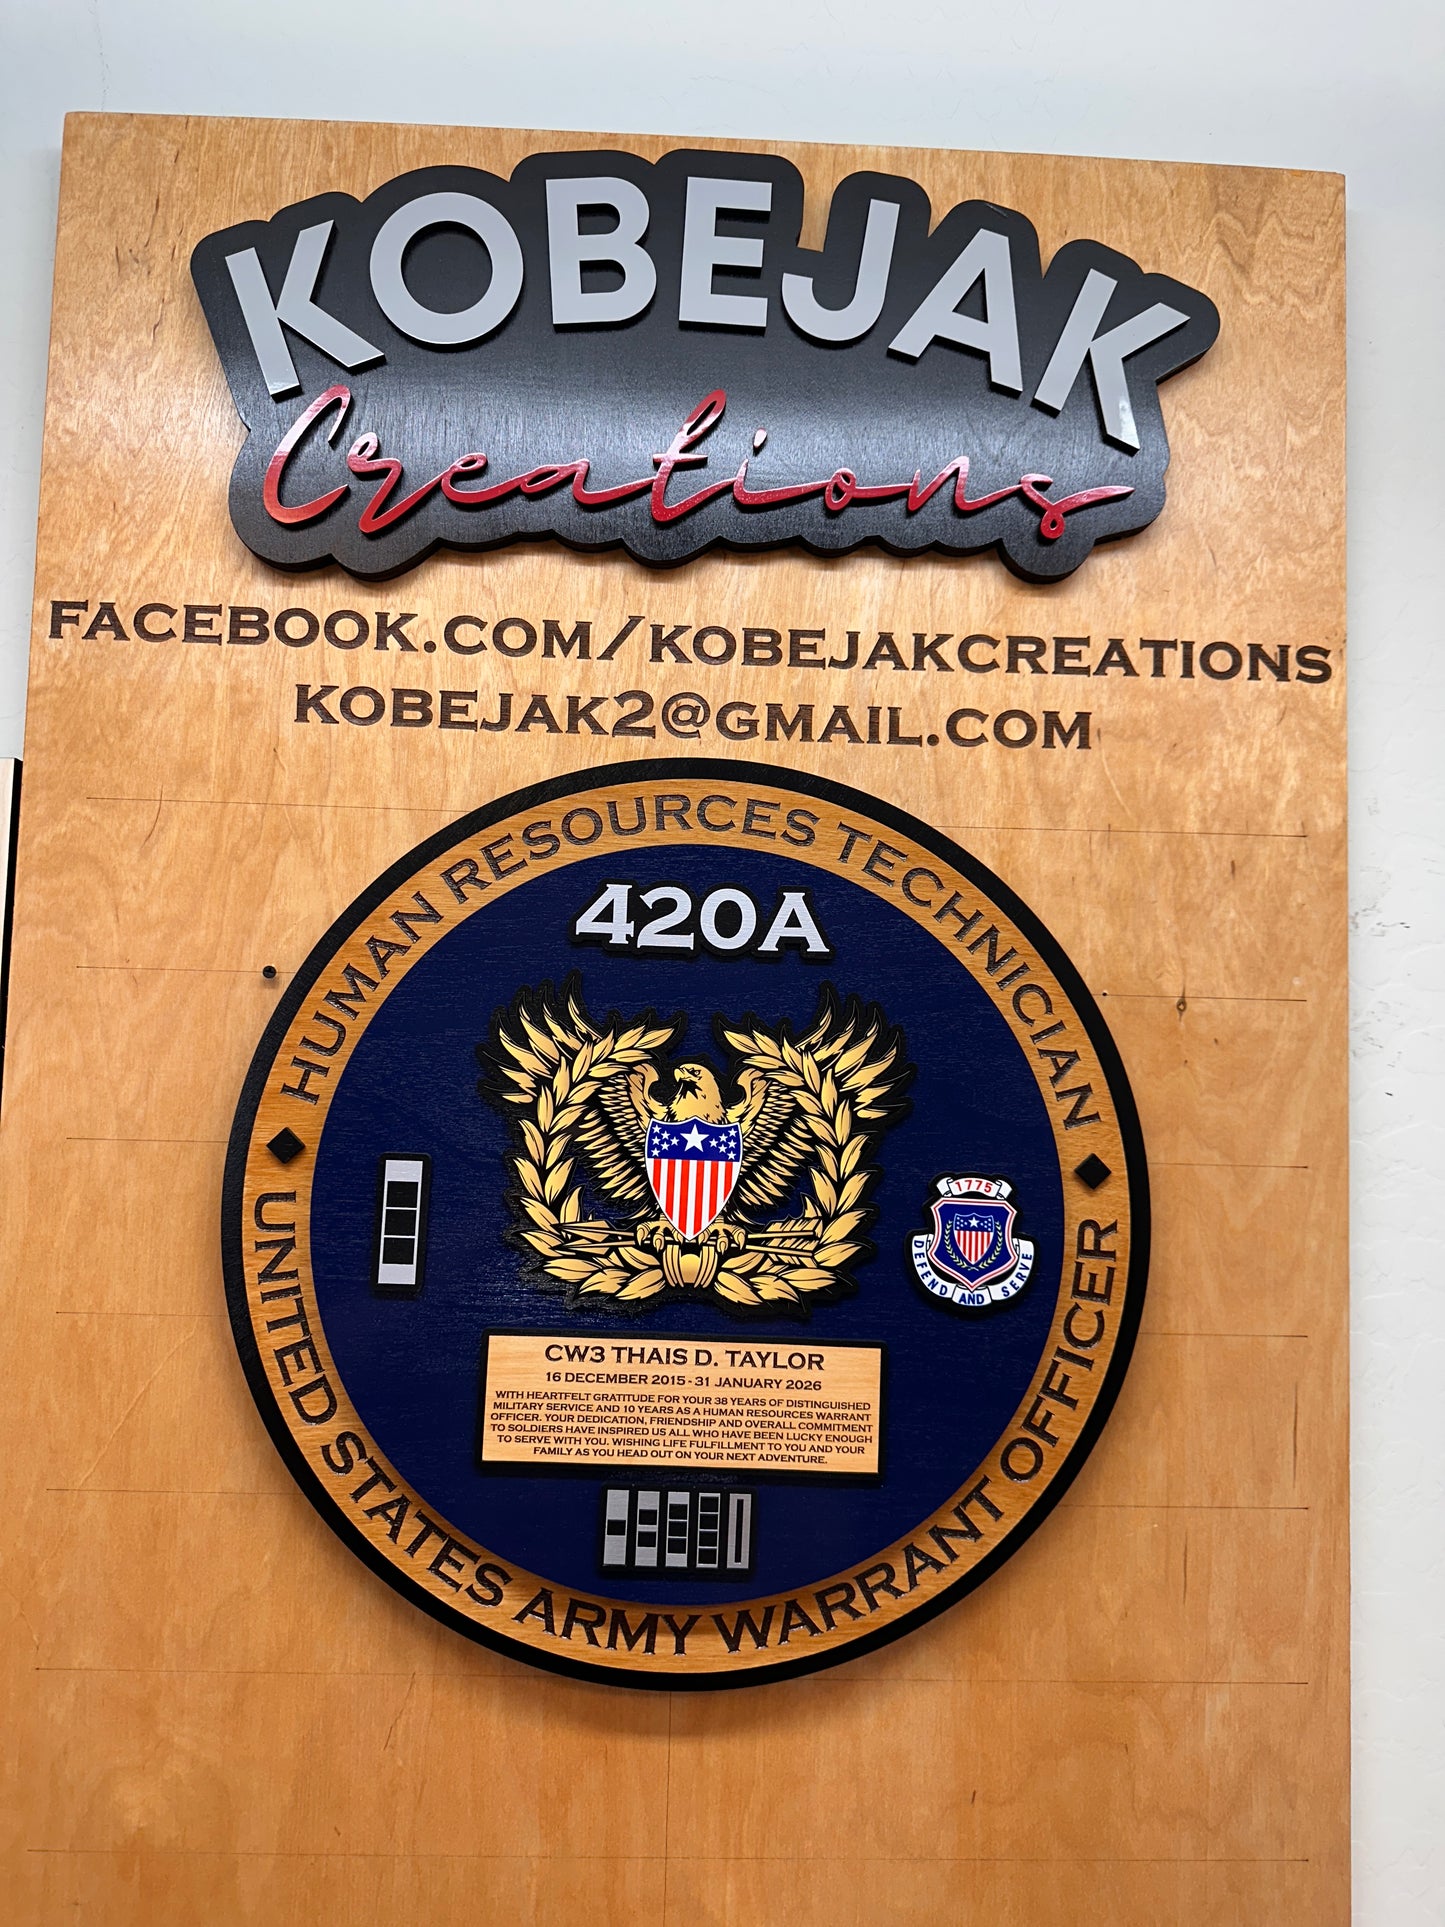 KOBEJAK
Creations
FACEBOOK.COM/KOBEJAKCREATIONS
KOBEJAK2@GMAIL.COM
HUMAN RESOURCES TECHNICIAN
420A
1775
DEFEND AND SERVE
CW3 THAIS D. TAYLOR
16 DECEMBER 2015 - 31 JANUARY 2026
WITH HEARTFELT GRATITUDE FOR YOUR 38 YEARS OF DISTINGUISHED
MILITARY SERVICE AND 10 YEARS AS A HUMAN RESOURCES WARRANT
OFFICER. YOUR DEDICATION, FRIENDSHIP AND OVERALL COMMITMENT
TO SOLDIERS HAVE INSPIRED US ALL WHO HAVE BEEN LUCKY ENOUGH
TO SERVE WITH YOU. WISHING LIFE FULFILLMENT TO YOU AND YOUR
FAMILY AS YOU HEAD OUT ON YOUR NEXT ADVENTURE.
UNITED STATES ARMY WARRANT OFFICER